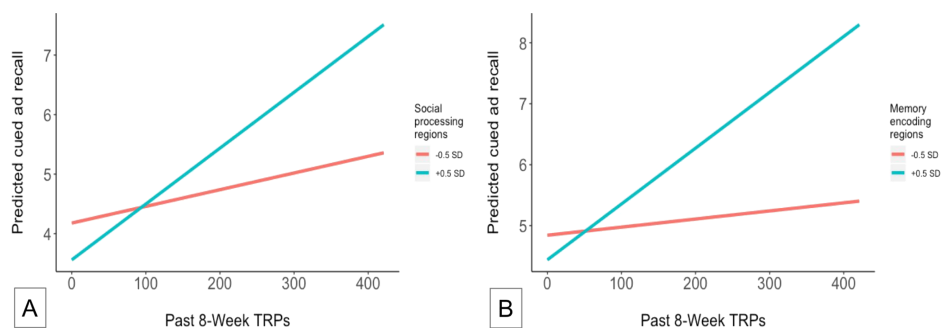 Predicted cued ad recall
7
6
5
4
0 100 200 300 400
Past 8-Week TRPs
Social
processing
regions
-0.5 SD
+0.5 SD
A
Predicted cued ad recall
8
7
6
5
0 100 200 300 400
Past 8-Week TRPs
Memory
encoding
regions
-0.5 SD
+0.5 SD
B